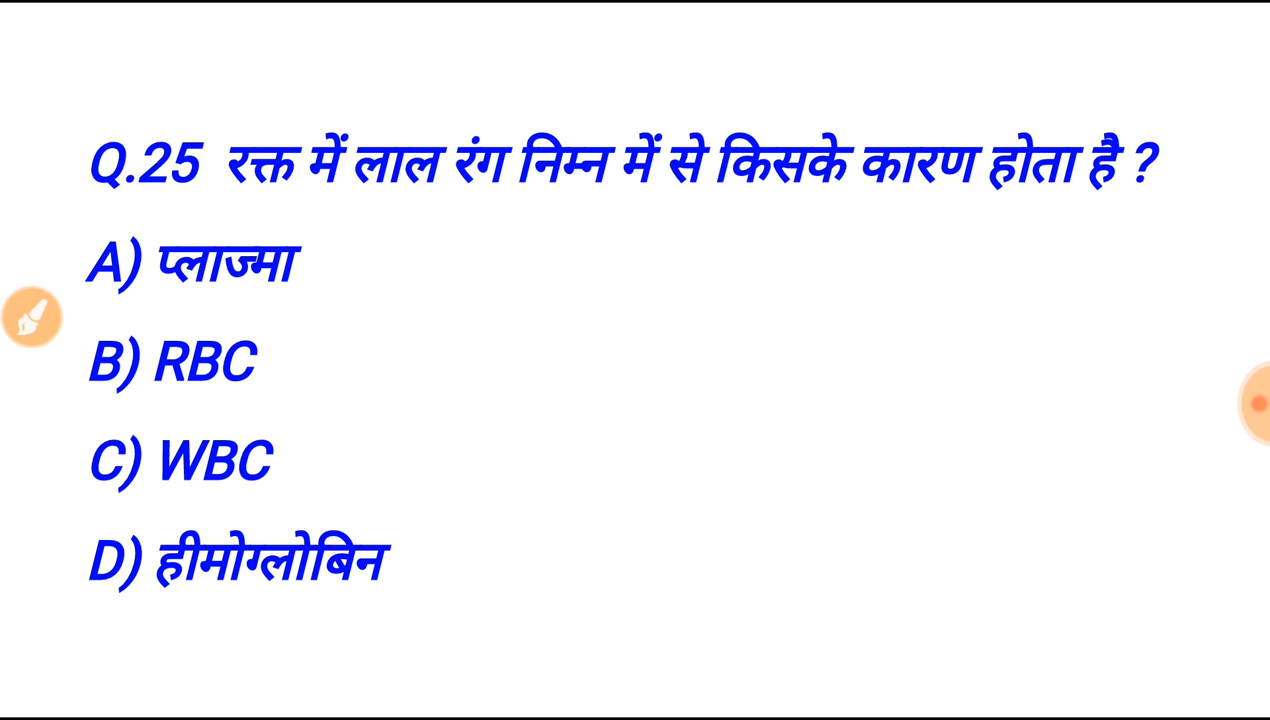 Q.25 रक्त में लाल रंग निम्न में से किसके कारण होता है ?
A) प्लाज्मा
B) RBC
C) WBC
D) हीमोग्लोबिन